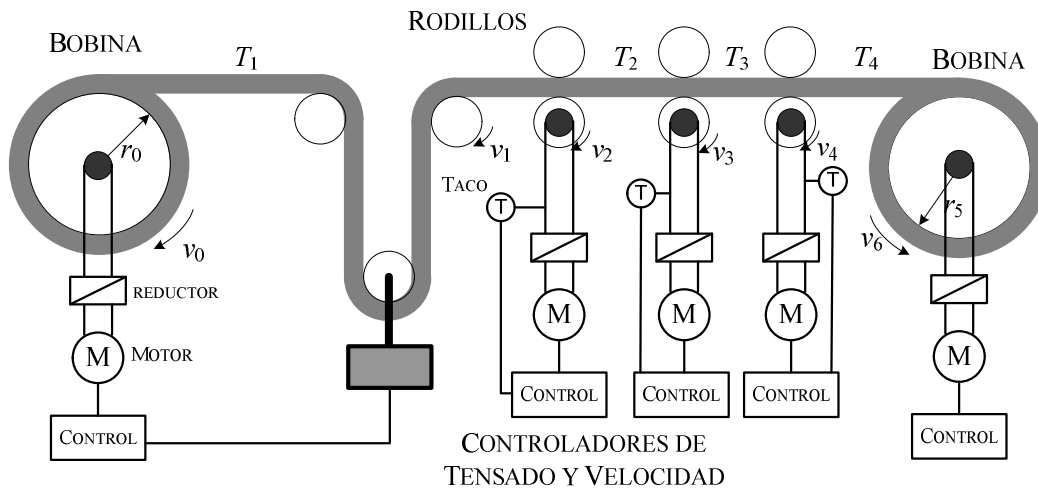 RODILLOS
BOBINA
T1
T2
T3
T4
BOBINA
r0
v0
v1
v2
v3
v4
TACO
T
T
T
r5
v6
REDUCTOR
M
MOTOR
M
M
M
M
CONTROL
CONTROL
CONTROL
CONTROL
CONTROL
CONTROLADORES DE
TENSADO Y VELOCIDAD